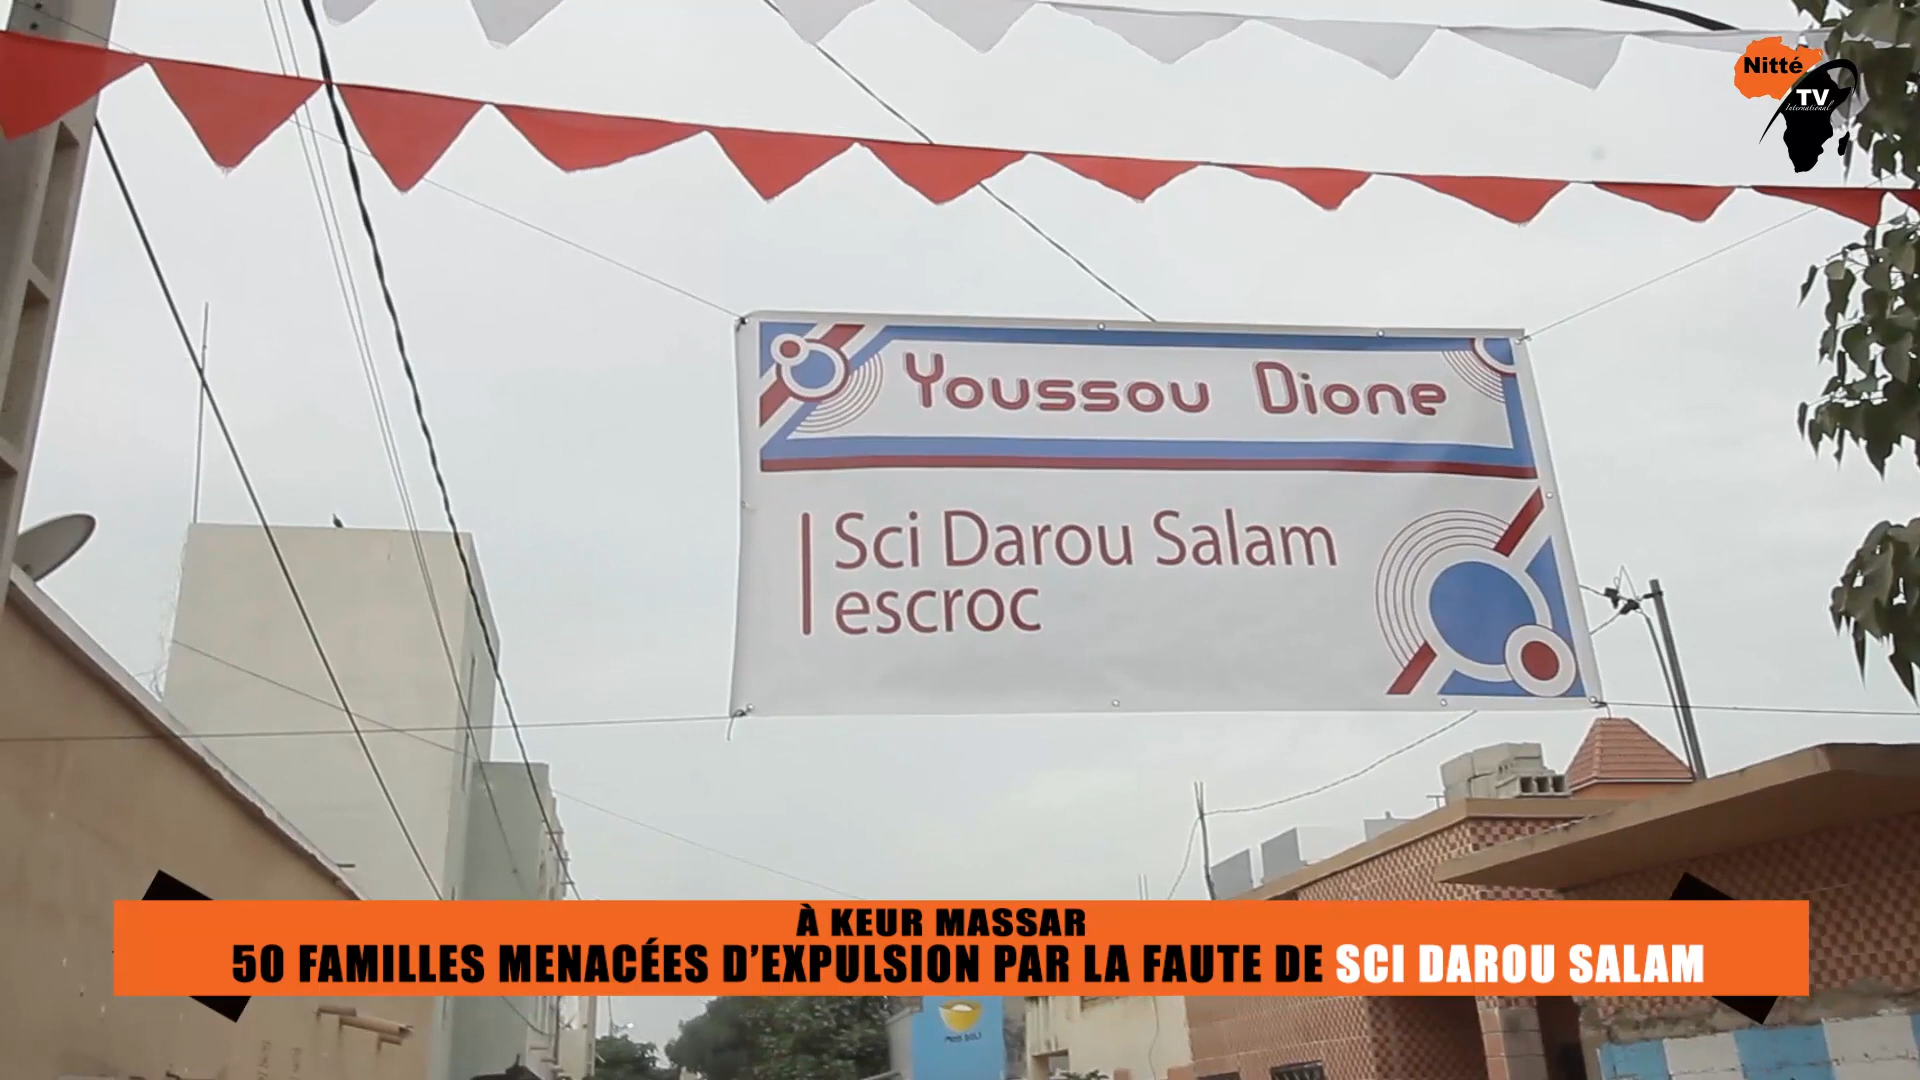 Nitté
TV
International
Youssou Dione
Sci Darou Salam
escroc
À KEUR MASSAR
50 FAMILLES MENACÉES D'EXPULSION PAR LA FAUTE DE SCI DAROU SALAM